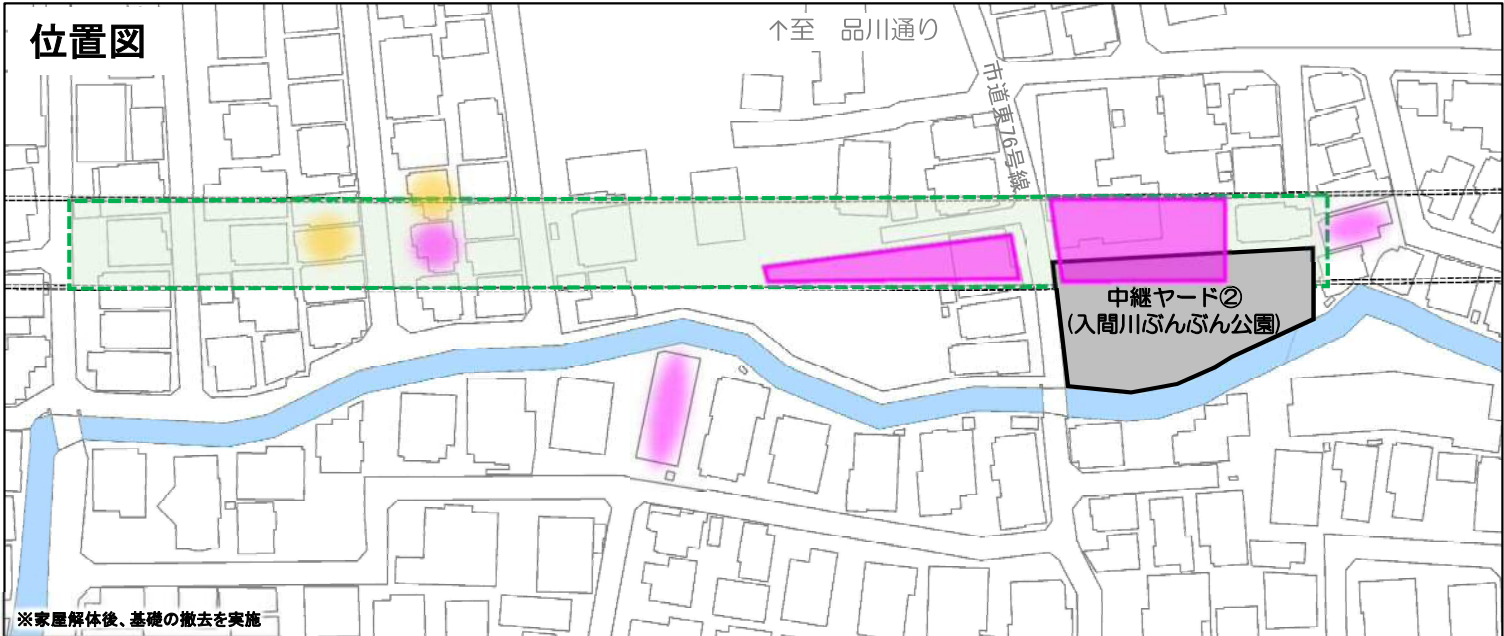 位置図
↑至　品川通り
市道東76号線
中継ヤード②
(入間川ぶんぶん公園)
※家屋解体後、基礎の撤去を実施